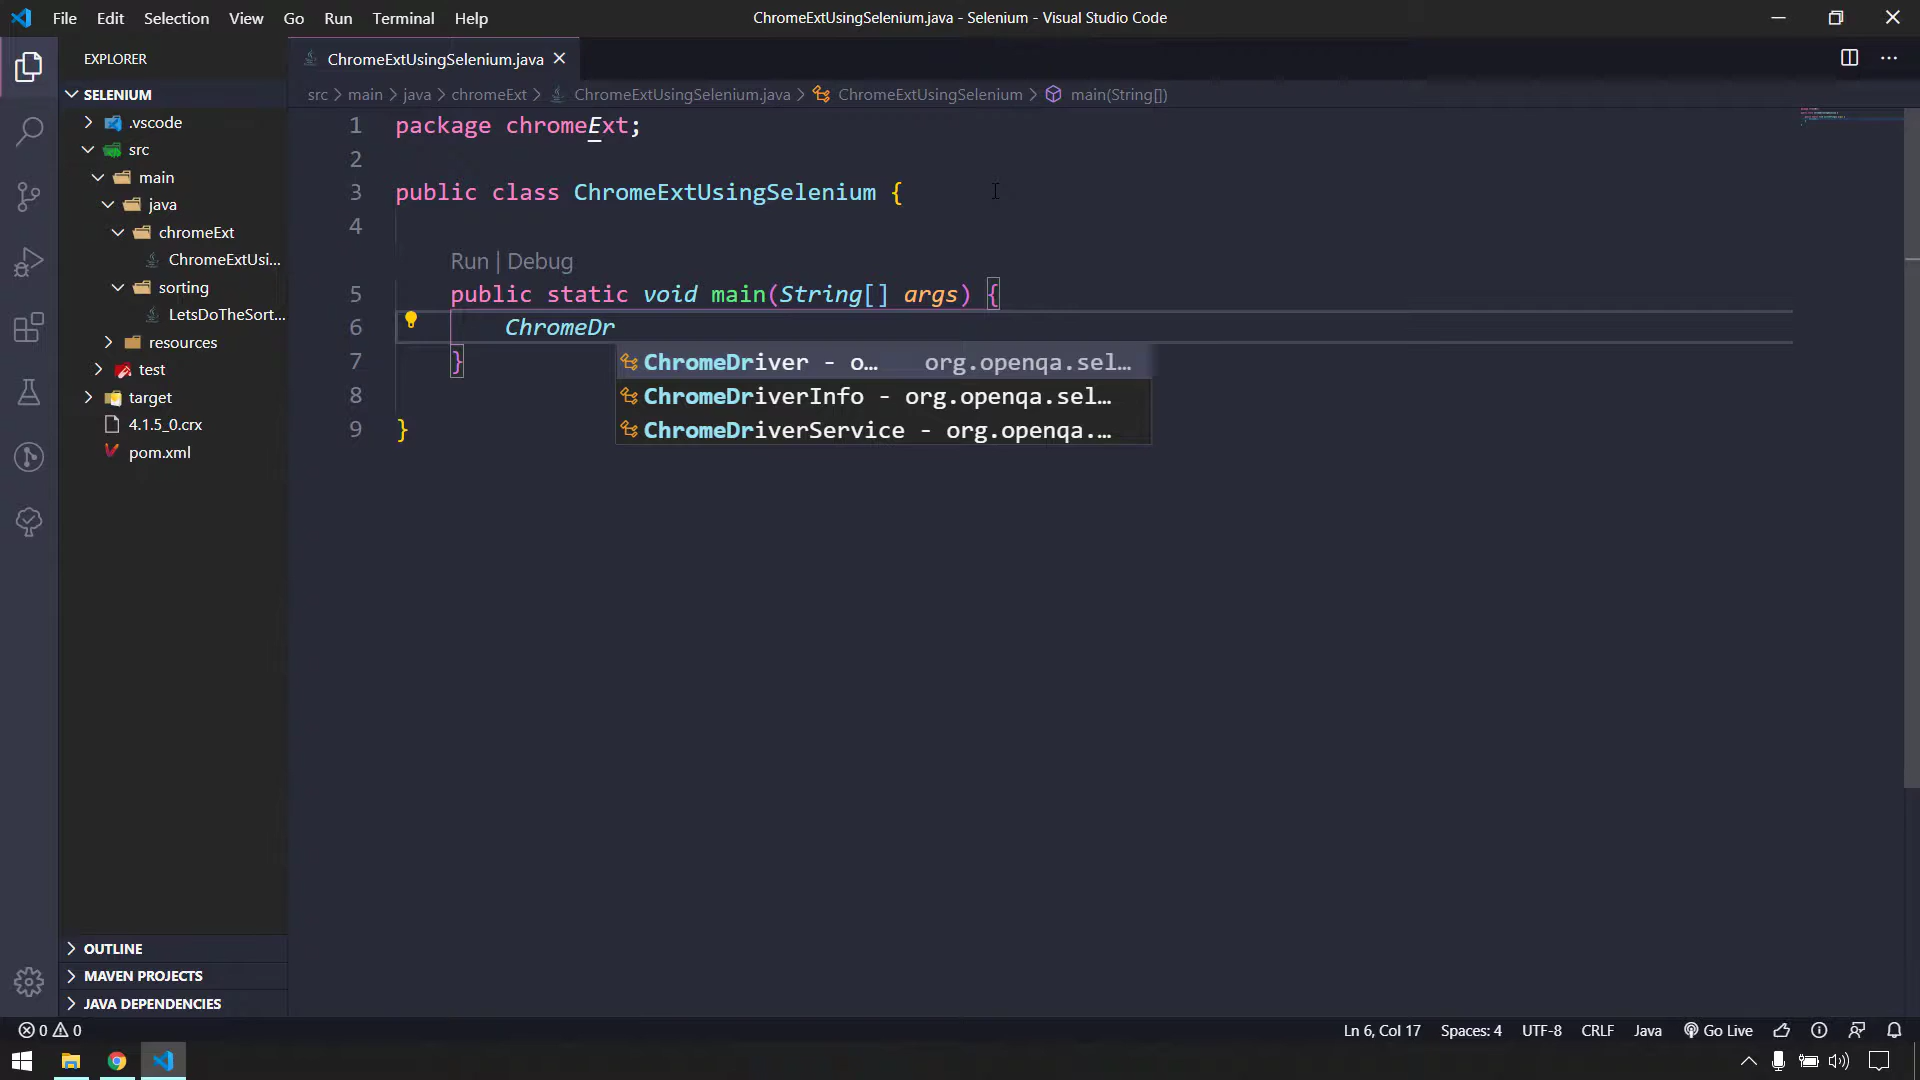 File Edit Selection View Go Run Terminal Help
ChromeExtUsingSelenium.java - Selenium - Visual Studio Code
EXPLORER
SELENIUM
.vscode
src
main
java
chromeExt
ChromeExtUsi...
sorting
LetsDoTheSort...
resources
test
target
4.1.5_0.crx
pom.xml
OUTLINE
MAVEN PROJECTS
JAVA DEPENDENCIES
ChromeExtUsingSelenium.java
src > main > java > chromeExt > ChromeExtUsingSelenium.java > ChromeExtUsingSelenium > main(String[])
1 package chromeExt;
2
3 public class ChromeExtUsingSelenium {
4
Run | Debug
5 public static void main(String[] args) {
6 ChromeDr
7 }
8
9 }
ChromeDriver - o... org.openqa.sel...
ChromeDriverInfo - org.openqa.sel...
ChromeDriverService - org.openqa....
0 0
Ln 6, Col 17 Spaces: 4 UTF-8 CRLF Java Go Live